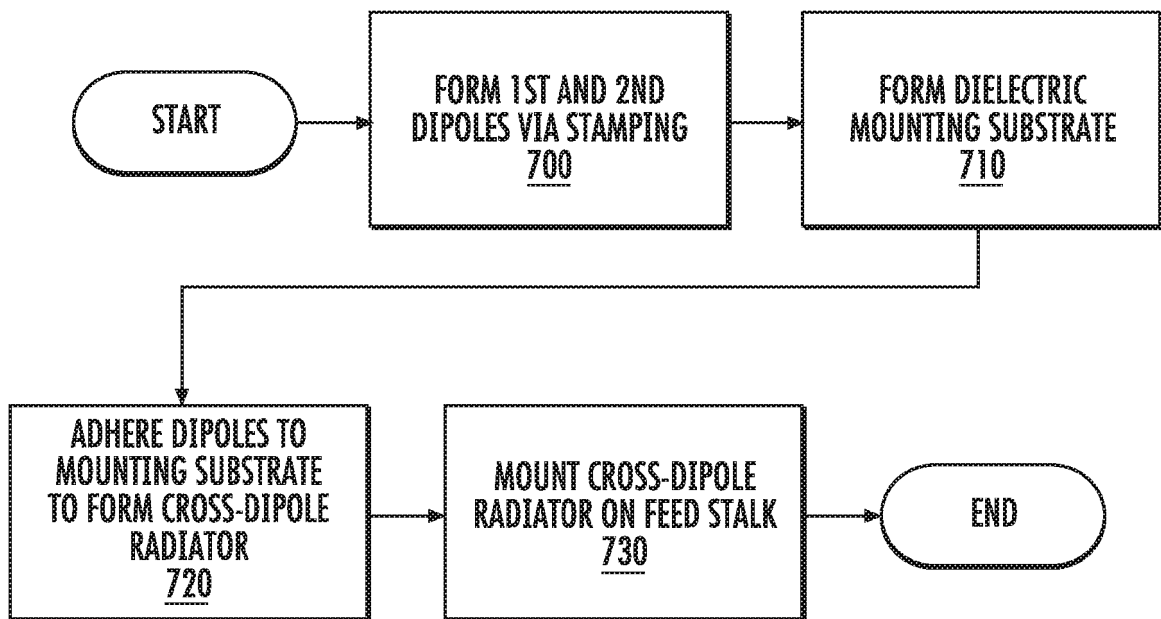 START
FORM 1ST AND 2ND
DIPOLES VIA STAMPING
700
FORM DIELECTRIC
MOUNTING SUBSTRATE
710
ADHERE DIPOLES TO
MOUNTING SUBSTRATE
TO FORM CROSS-DIPOLE
RADIATOR
720
MOUNT CROSS-DIPOLE
RADIATOR ON FEED STALK
730
END